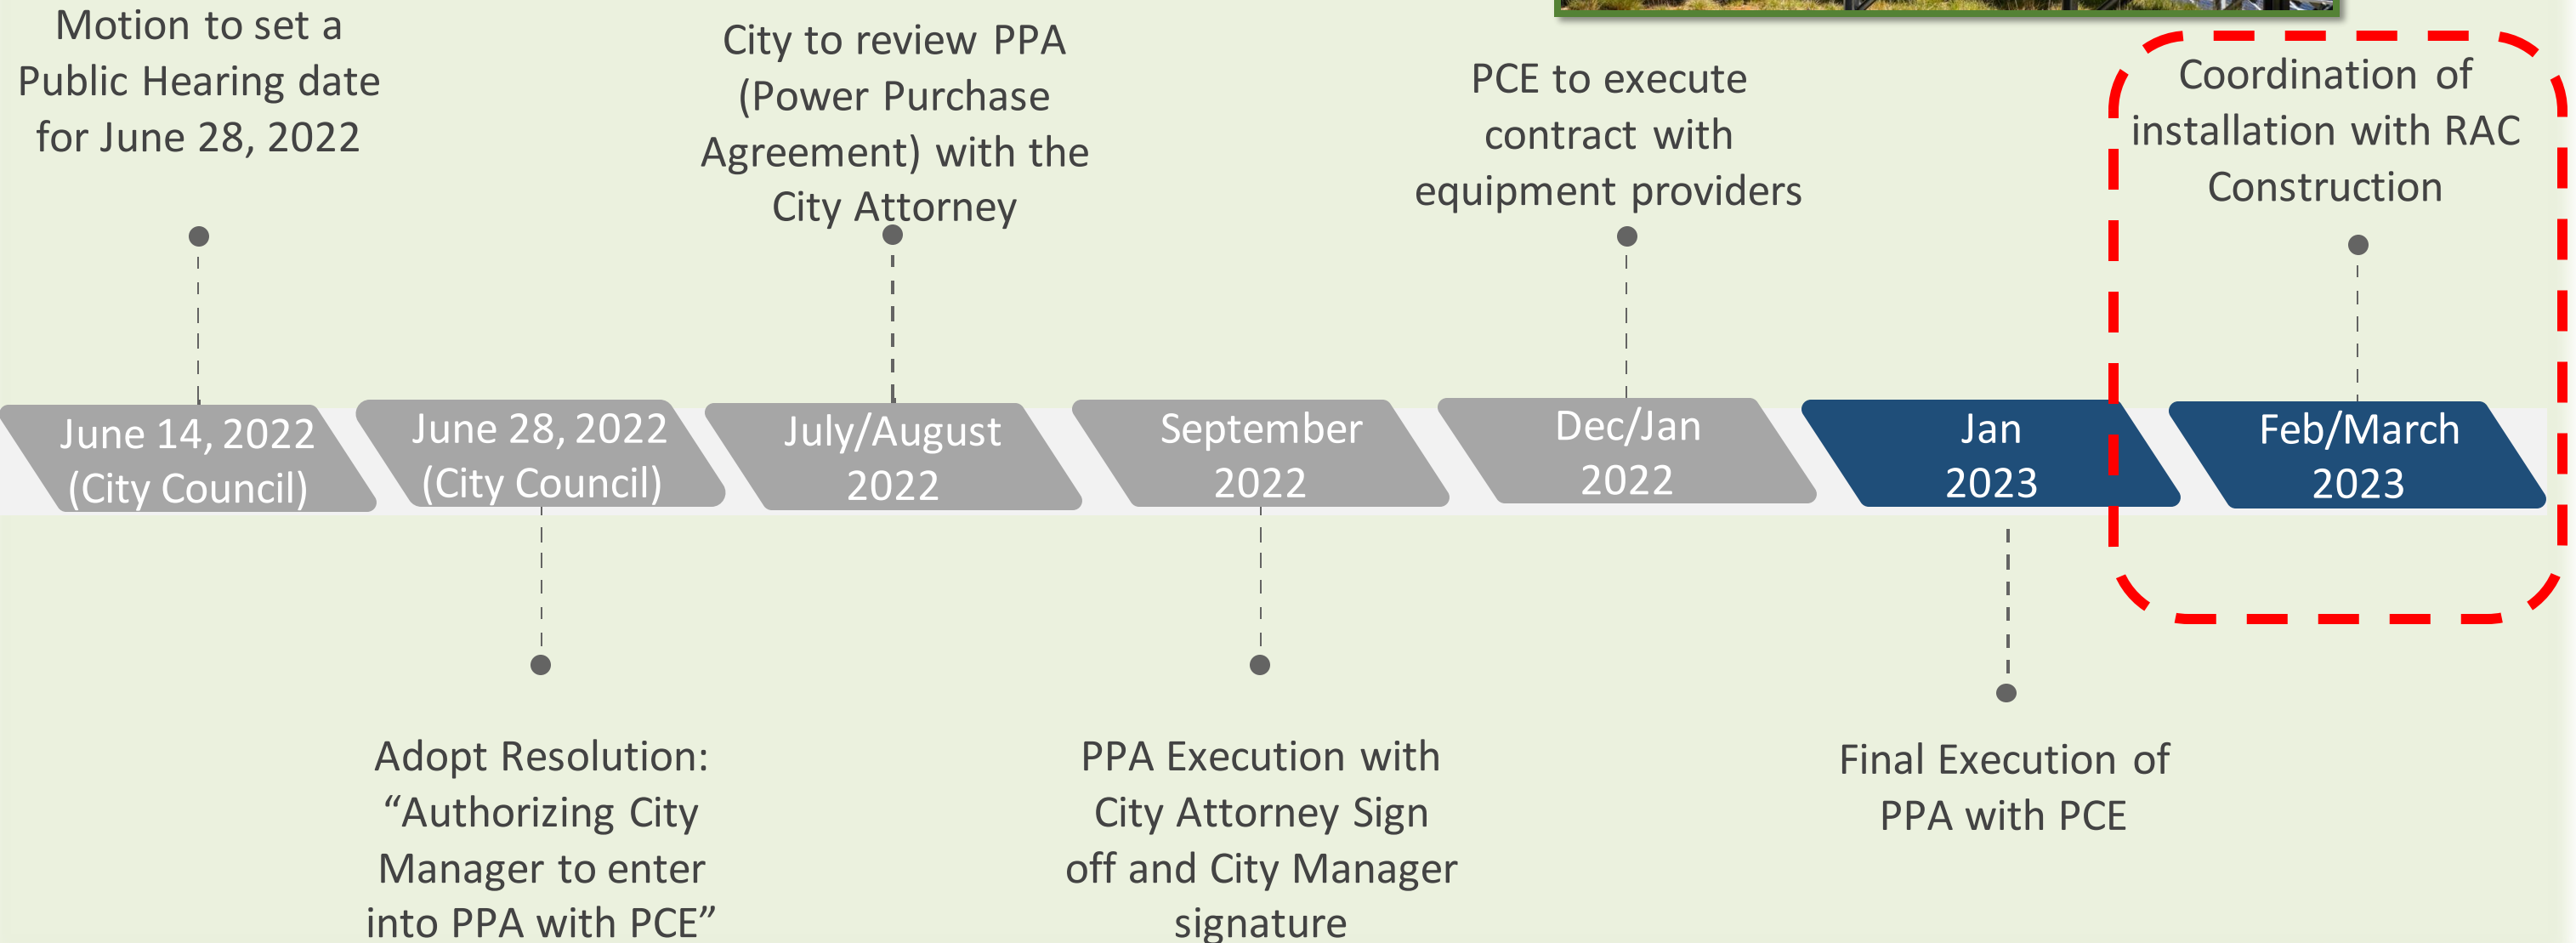 Motion to set a
Public Hearing date
for June 28, 2022
City to review PPA
(Power Purchase
Agreement) with the
City Attorney
PCE to execute
contract with
equipment providers
Coordination of
installation with RAC
Construction
June 14, 2022
(City Council)
June 28, 2022
(City Council)
July/August
2022
September
2022
Dec/Jan
2022
Jan
2023
Feb/March
2023
Adopt Resolution:
“Authorizing City
Manager to enter
into PPA with PCE”
PPA Execution with
City Attorney Sign
off and City Manager
signature
Final Execution of
PPA with PCE